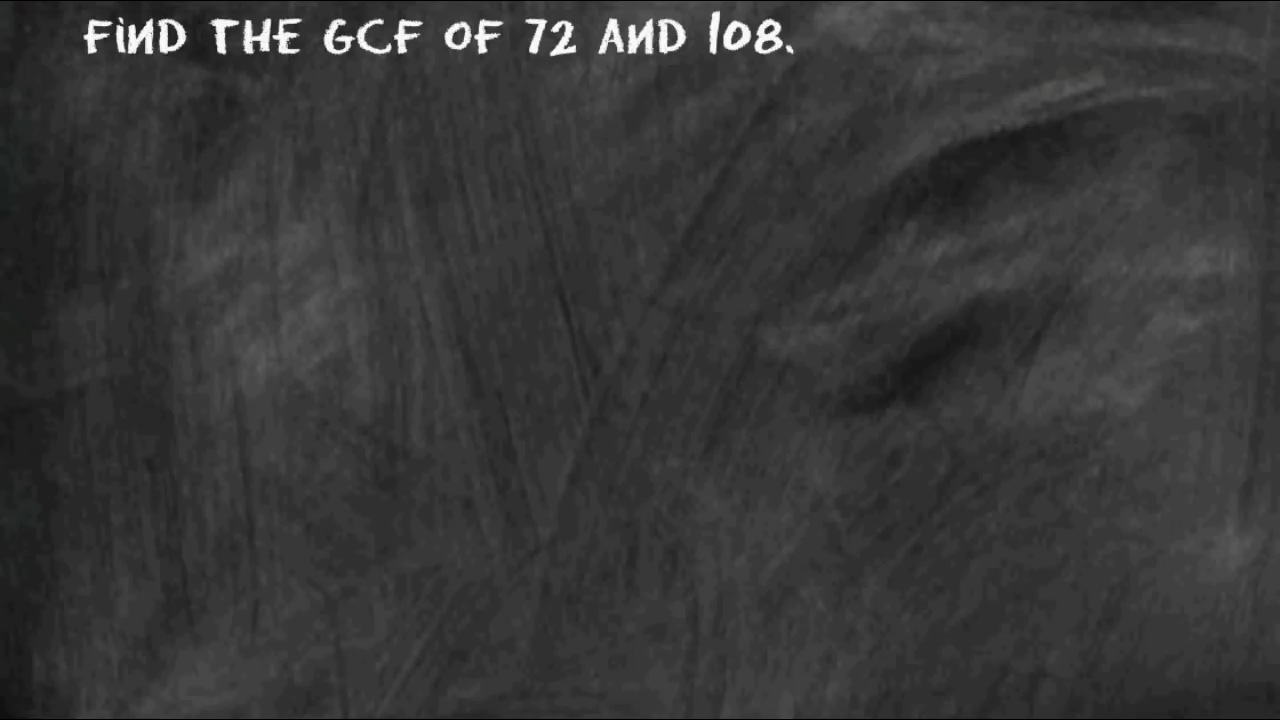 FiND THE GCF OF 72 AND 108.